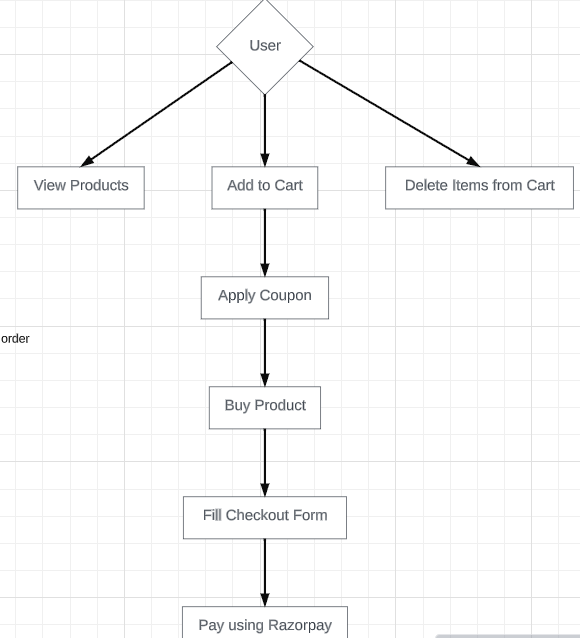 User
View Products
Add to Cart
Delete Items from Cart
Apply Coupon
order
Buy Product
Fill Checkout Form
Pay using Razorpay